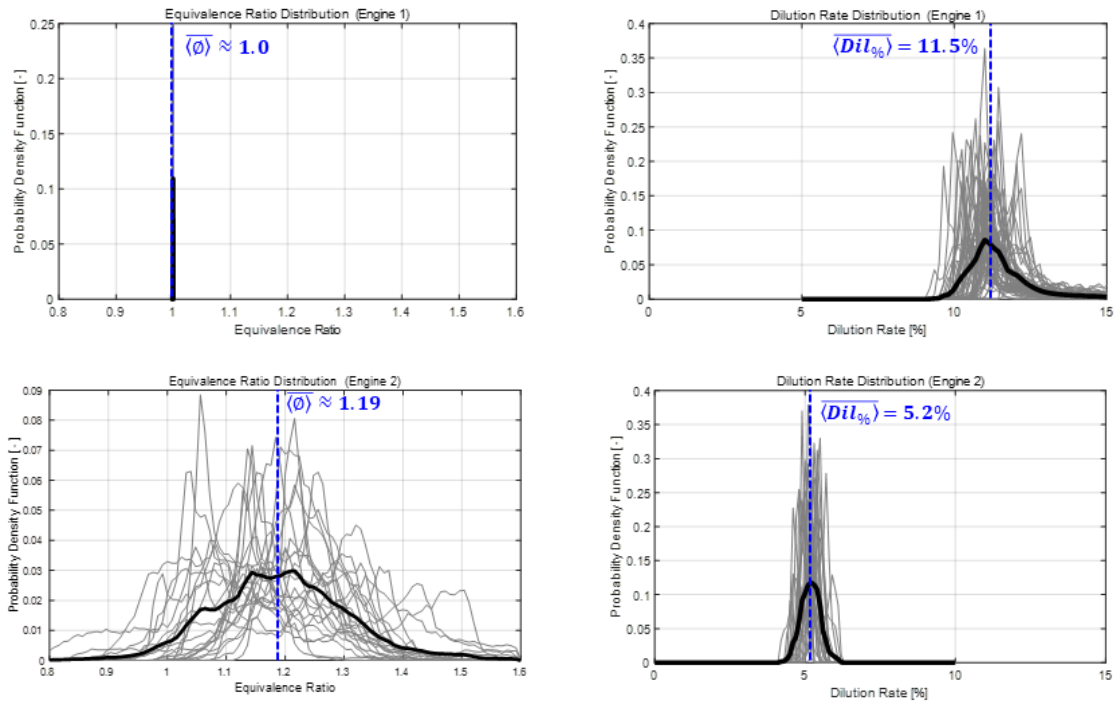 Equivalence Ratio Distribution (Engine 1)
⟨∅⟩ ≈ 1.0
Probability Density Function [-]
0.25
0.2
0.15
0.1
0.05
0
0.8 0.9 1 1.1 1.2 1.3 1.4 1.5 1.6
Equivalence Ratio
Dilution Rate Distribution (Engine 1)
⟨Dil%⟩ = 11.5%
Probability Density Function [-]
0.4
0.35
0.3
0.25
0.2
0.15
0.1
0.05
0
0 5 10 15
Dilution Rate [%]
Equivalence Ratio Distribution (Engine 2)
⟨∅⟩ ≈ 1.19
Probability Density Function [-]
0.09
0.08
0.07
0.06
0.05
0.04
0.03
0.02
0.01
0
0.8 0.9 1 1.1 1.2 1.3 1.4 1.5 1.6
Equivalence Ratio
Dilution Rate Distribution (Engine 2)
⟨Dil%⟩ = 5.2%
Probability Density Function [-]
0.4
0.35
0.3
0.25
0.2
0.15
0.1
0.05
0
0 5 10 15
Dilution Rate [%]